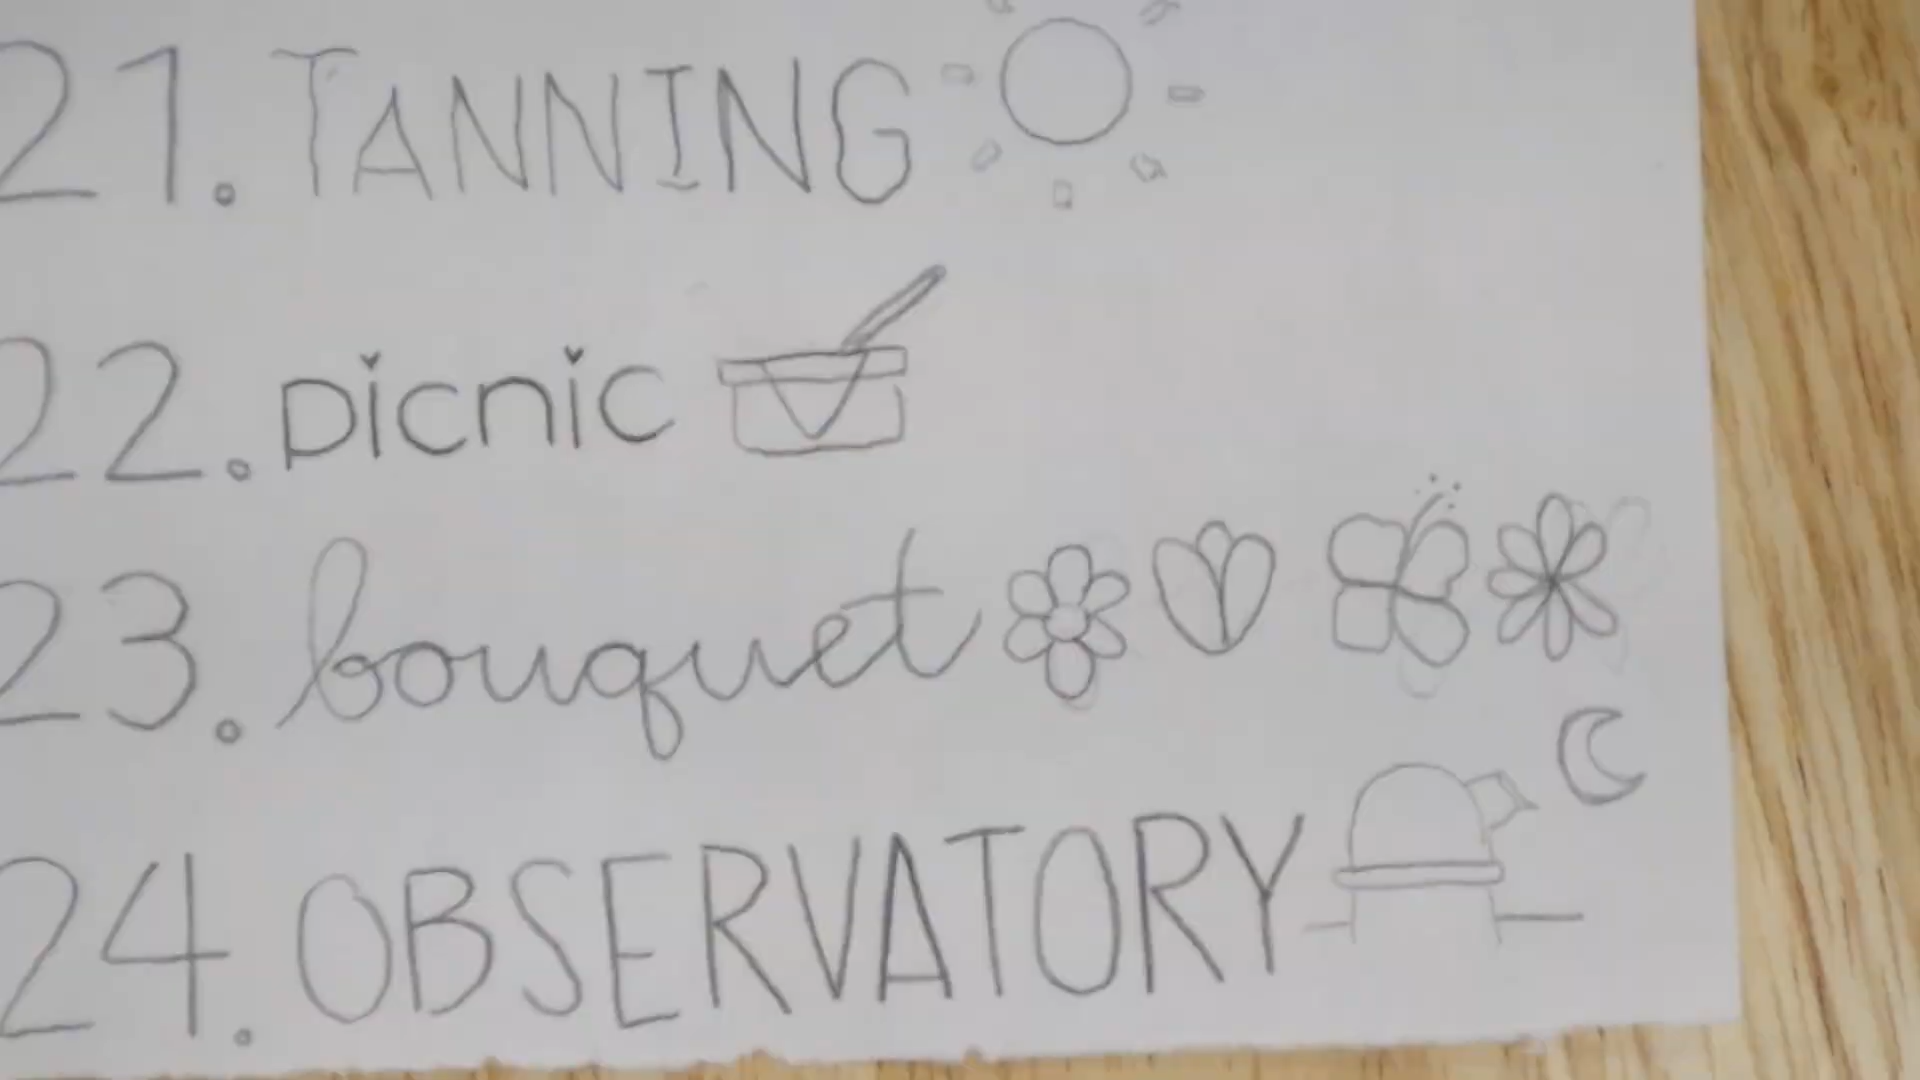 21. TANNING
22. picnic
23. bouquet
24. OBSERVATORY